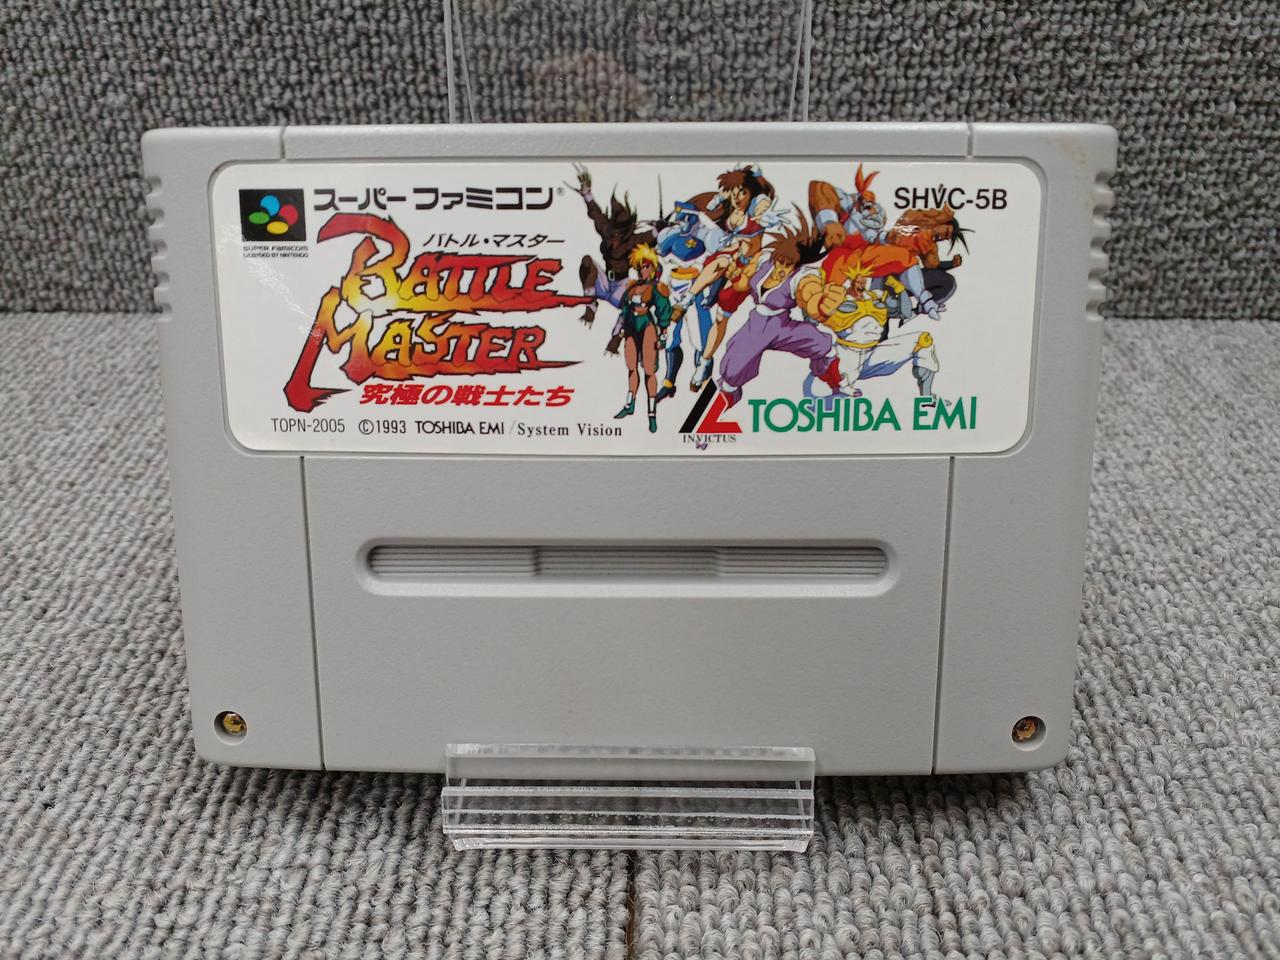 スーパーファミコン®
SHVC-5B
SUPER FAMICOM
LICENSED BY NINTENDO
バトル・マスター
BATTLE
MASTER
究極の戦士たち
TOPN-2005 ©1993 TOSHIBA EMI/System Vision
INVICTUS
TOSHIBA EMI